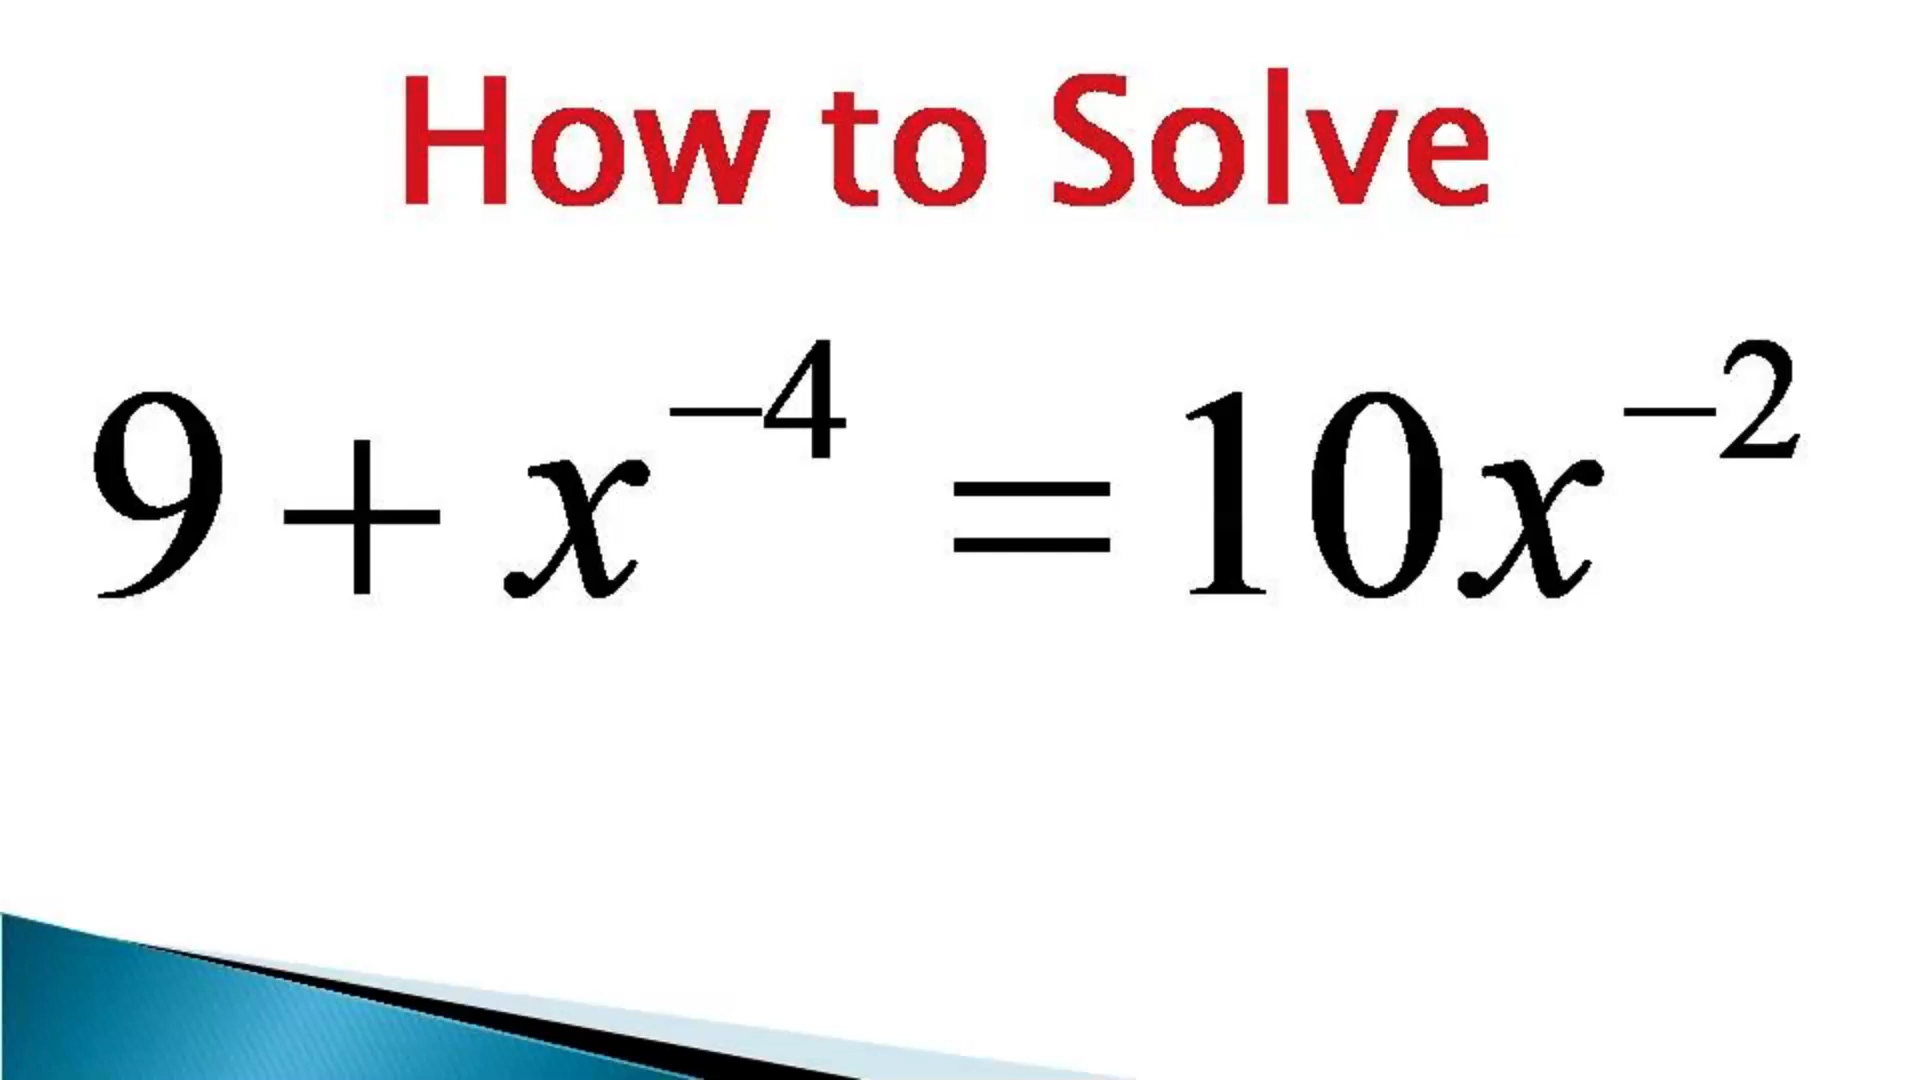 How to Solve
9 + x⁻⁴ = 10x⁻²